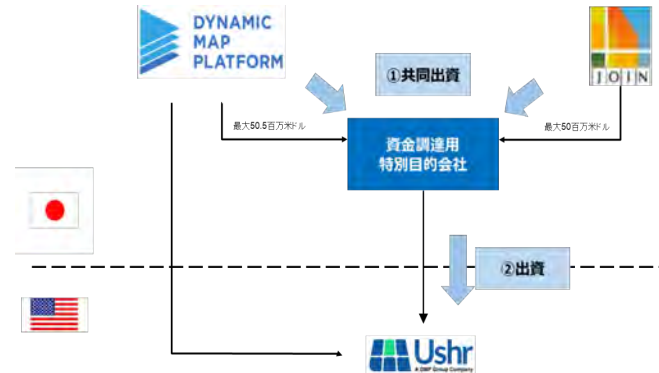 DYNAMIC
MAP
PLATFORM
①共同出資
JOIN
最大50.5百万米ドル
最大50百万米ドル
資金調達用
特別目的会社
②出資
Ushr
A DMP Group Company